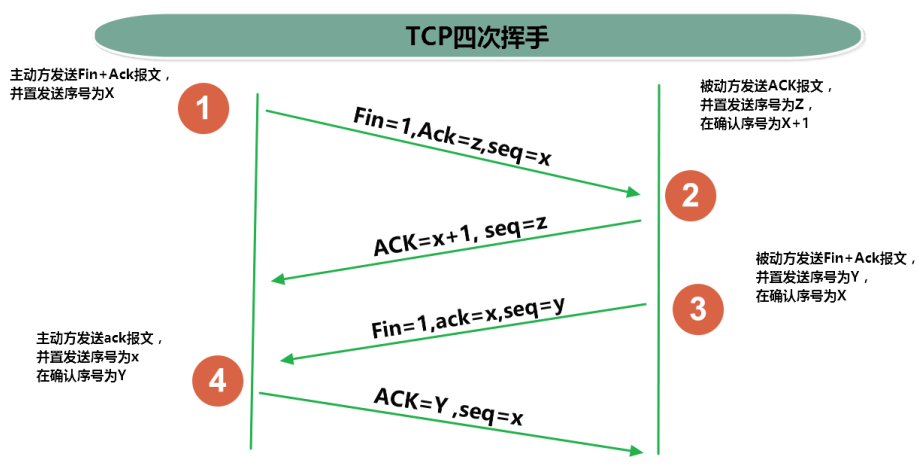 TCP四次挥手
主动方发送Fin+Ack报文，
并置发送序号为X
1
Fin=1,Ack=z,seq=x
被动方发送ACK报文，
并置发送序号为Z，
在确认序号为X+1
2
ACK=x+1, seq=z
被动方发送Fin+Ack报文，
并置发送序号为Y，
在确认序号为X
3
Fin=1,ack=x,seq=y
主动方发送ack报文，
并置发送序号为x
在确认序号为Y
4
ACK=Y ,seq=x